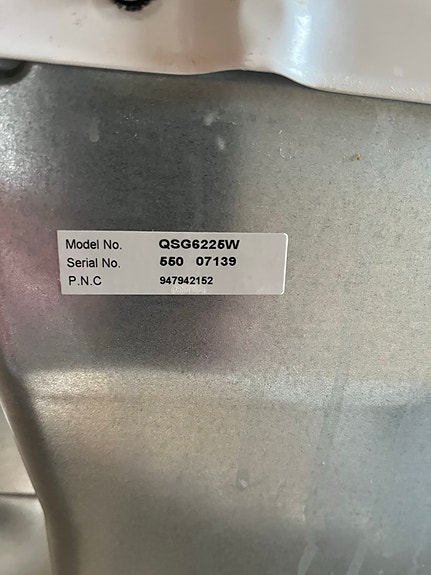 Model No. QSG6225W
Serial No. 550 07139
P.N.C 947942152